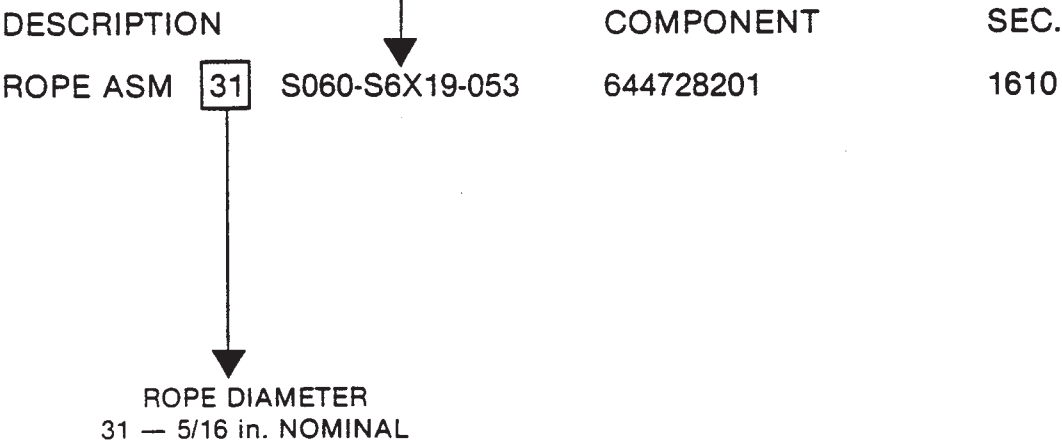 DESCRIPTION COMPONENT SEC.
ROPE ASM 31 S060-S6X19-053 644728201 1610
ROPE DIAMETER
31 — 5/16 in. NOMINAL